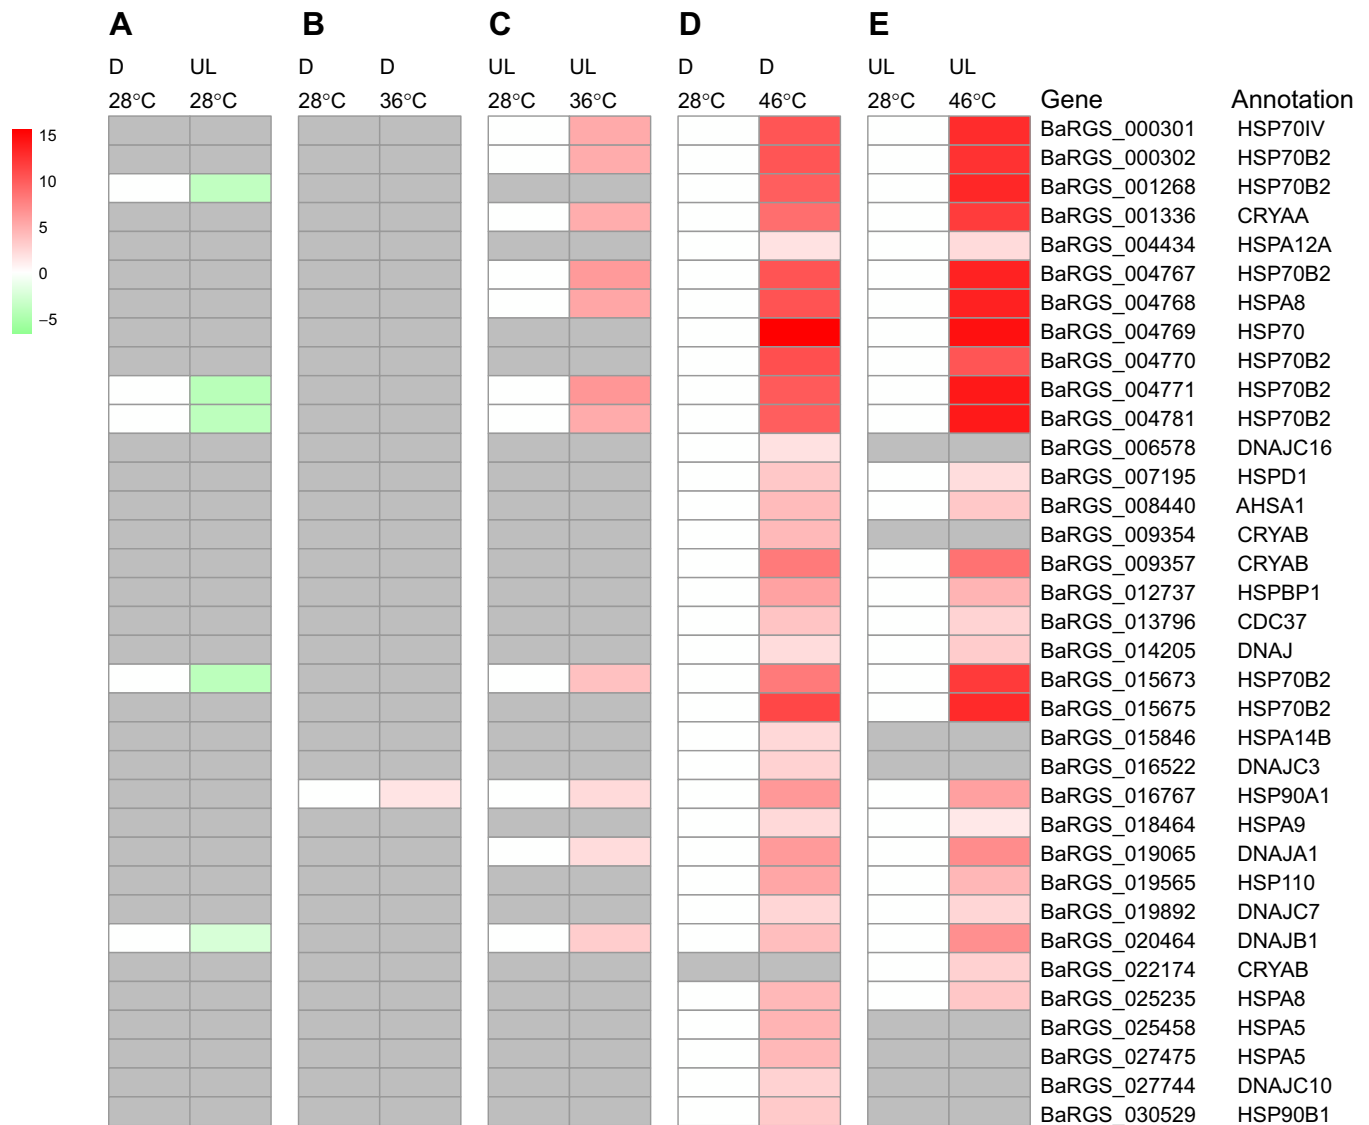 A B C D E
D UL D D UL UL D D UL UL
28°C 28°C 28°C 36°C 28°C 36°C 28°C 46°C 28°C 46°C Gene Annotation
15
10
5
0
−5
BaRGS_000301 HSP70IV
BaRGS_000302 HSP70B2
BaRGS_001268 HSP70B2
BaRGS_001336 CRYAA
BaRGS_004434 HSPA12A
BaRGS_004767 HSP70B2
BaRGS_004768 HSPA8
BaRGS_004769 HSP70
BaRGS_004770 HSP70B2
BaRGS_004771 HSP70B2
BaRGS_004781 HSP70B2
BaRGS_006578 DNAJC16
BaRGS_007195 HSPD1
BaRGS_008440 AHSA1
BaRGS_009354 CRYAB
BaRGS_009357 CRYAB
BaRGS_012737 HSPBP1
BaRGS_013796 CDC37
BaRGS_014205 DNAJ
BaRGS_015673 HSP70B2
BaRGS_015675 HSP70B2
BaRGS_015846 HSPA14B
BaRGS_016522 DNAJC3
BaRGS_016767 HSP90A1
BaRGS_018464 HSPA9
BaRGS_019065 DNAJA1
BaRGS_019565 HSP110
BaRGS_019892 DNAJC7
BaRGS_020464 DNAJB1
BaRGS_022174 CRYAB
BaRGS_025235 HSPA8
BaRGS_025458 HSPA5
BaRGS_027475 HSPA5
BaRGS_027744 DNAJC10
BaRGS_030529 HSP90B1